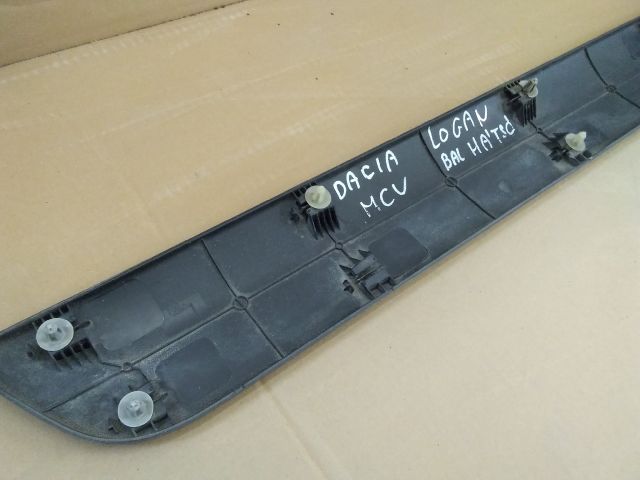 DACIA LOGAN
MCV BAL HÁTSÓ